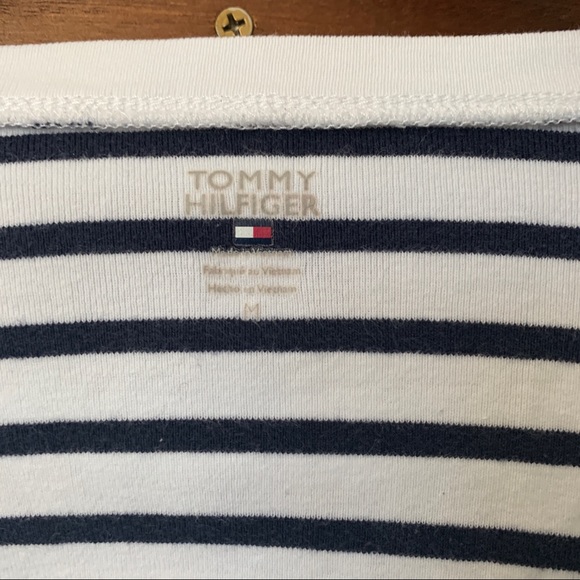 TOMMY
HILFIGER
Fabriqué au Vietnam
Hecho en Vietnam
M